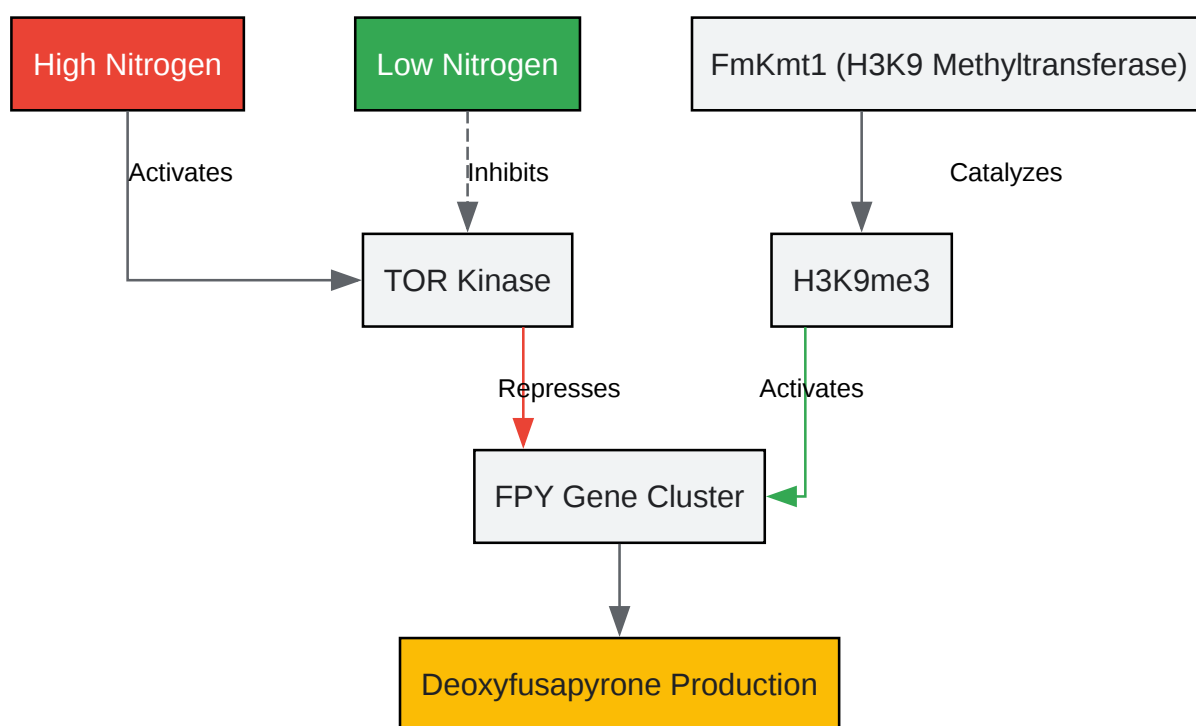 High Nitrogen
Low Nitrogen
FmKmt1 (H3K9 Methyltransferase)
Activates
Inhibits
Catalyzes
TOR Kinase
H3K9me3
Represses
Activates
FPY Gene Cluster
Deoxyfusapyrone Production